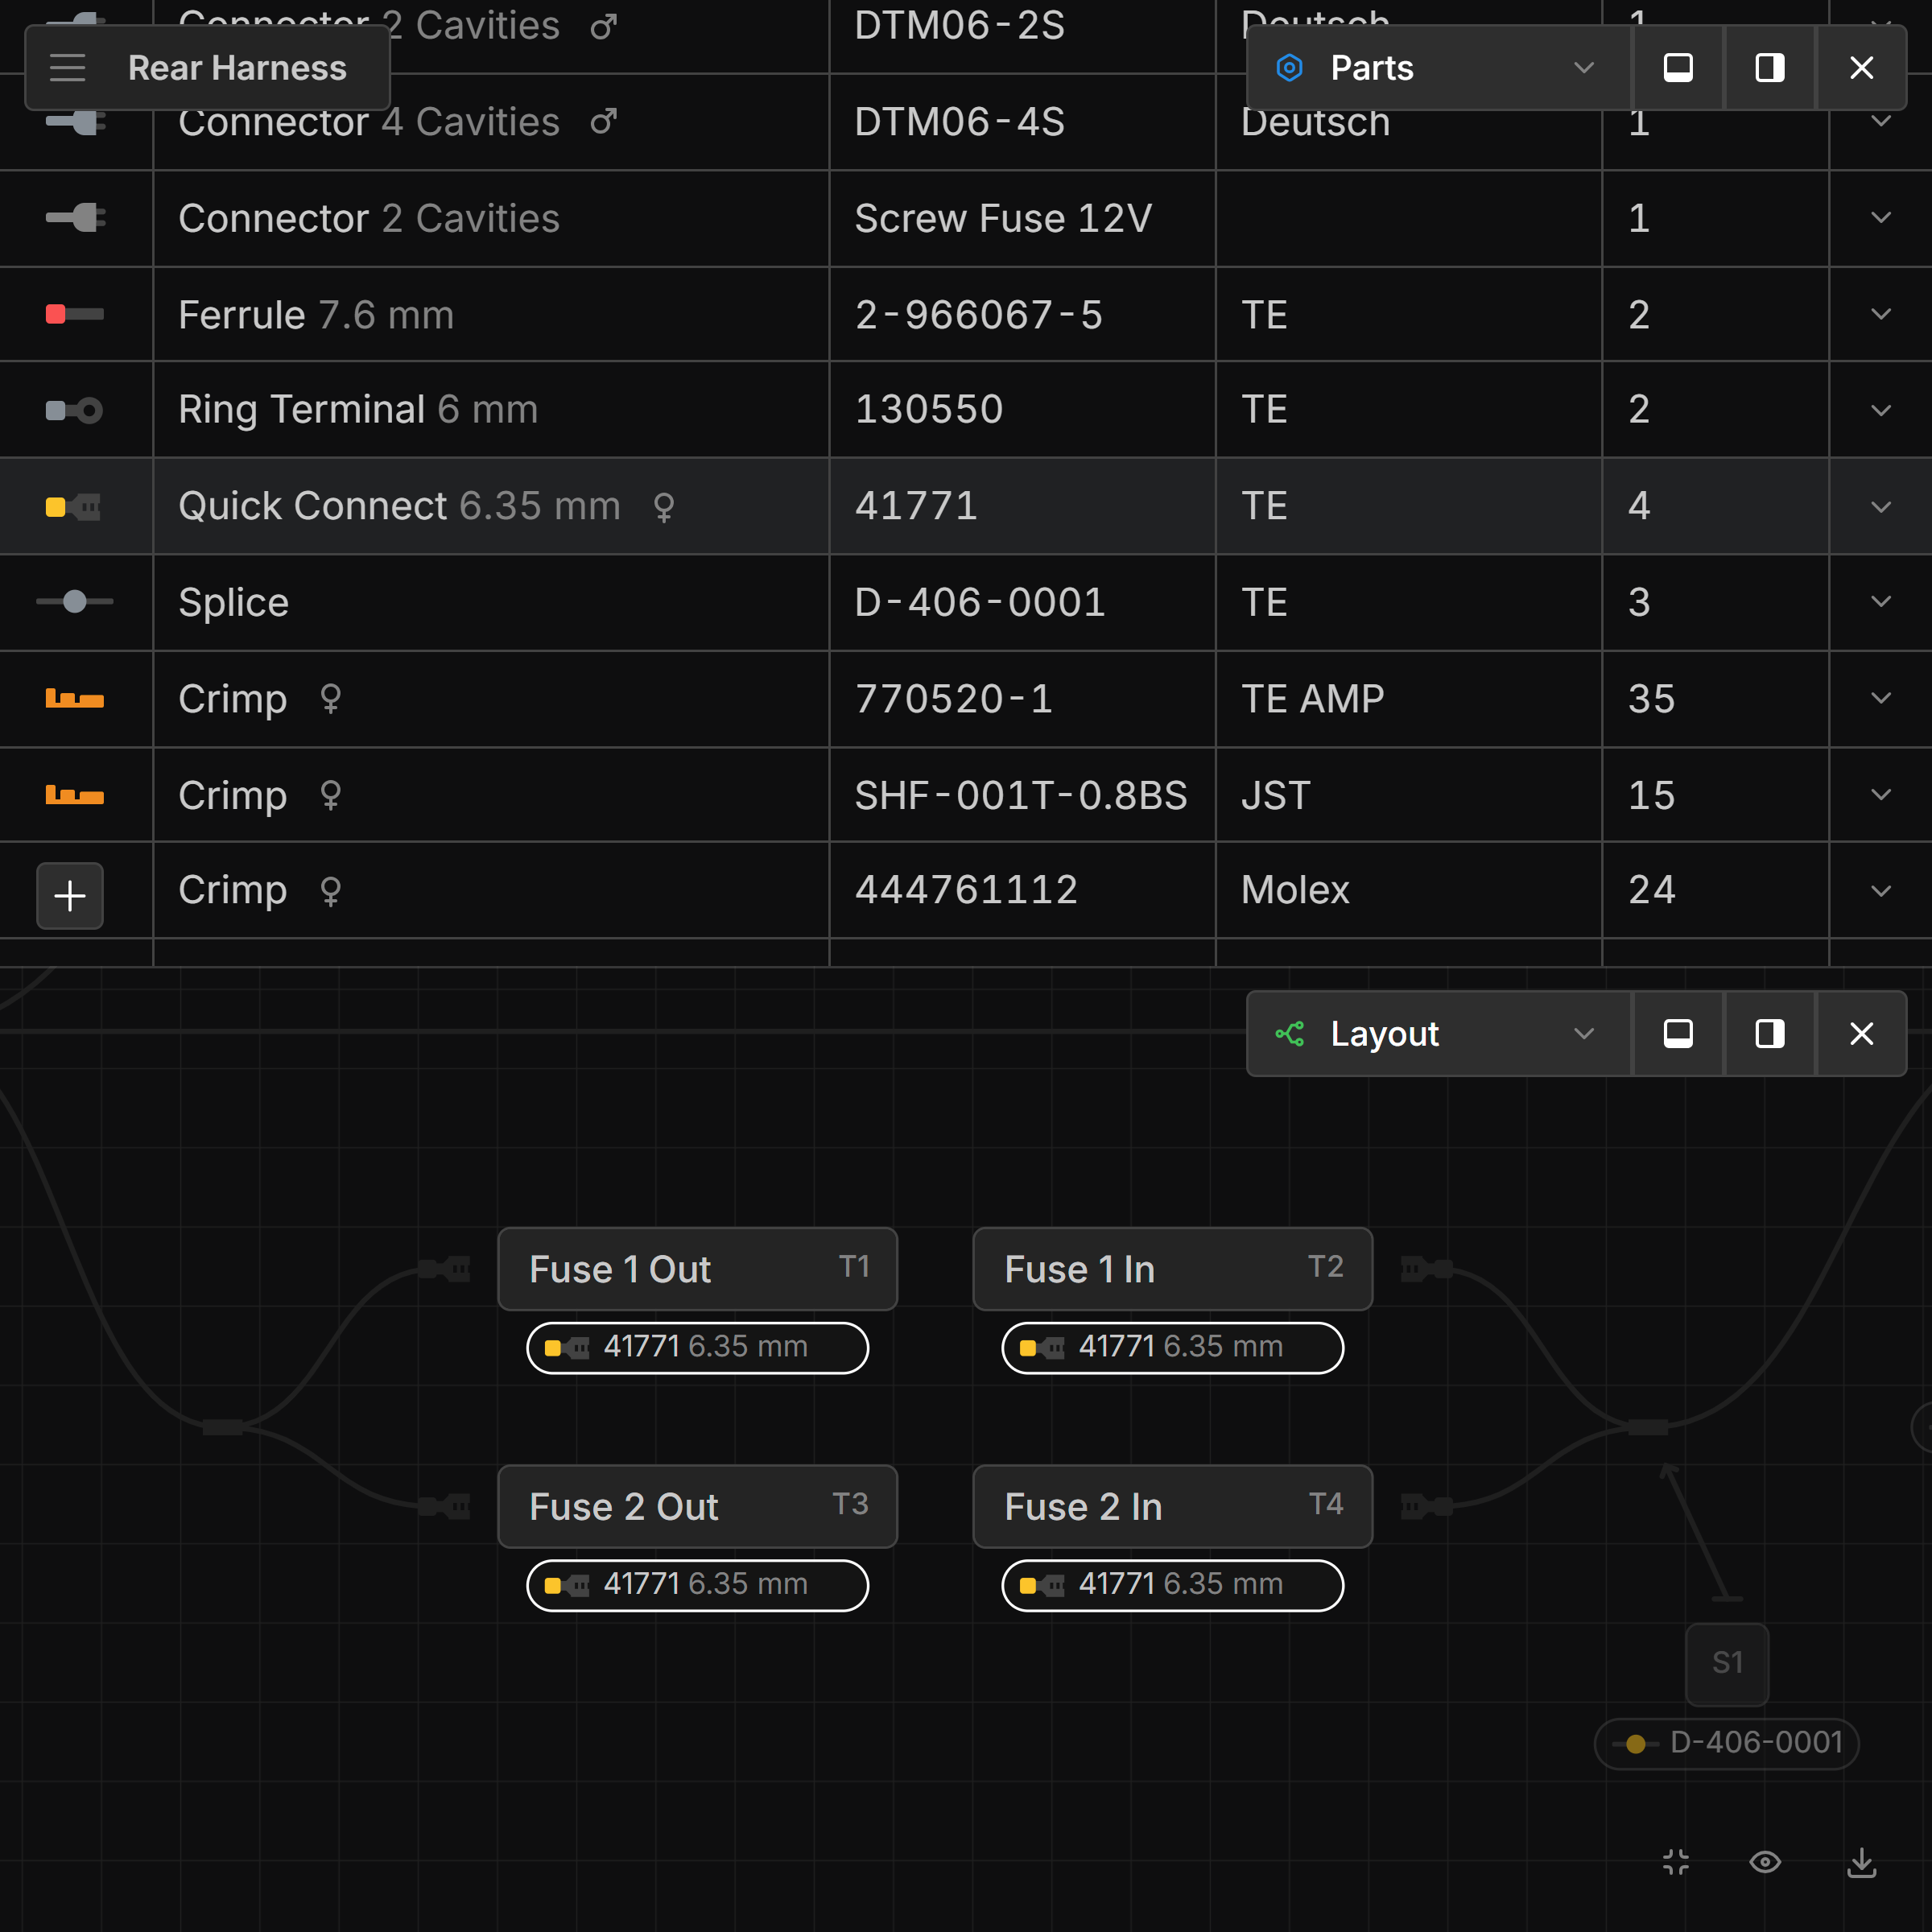 Connector 2 Cavities ♂ DTM06-2S Deutsch 1
Rear Harness
Parts
Connector 4 Cavities ♂ DTM06-4S Deutsch 1
Connector 2 Cavities Screw Fuse 12V 1
Ferrule 7.6 mm 2-966067-5 TE 2
Ring Terminal 6 mm 130550 TE 2
Quick Connect 6.35 mm ♀ 41771 TE 4
Splice D-406-0001 TE 3
Crimp ♀ 770520-1 TE AMP 35
Crimp ♀ SHF-001T-0.8BS JST 15
Crimp ♀ 444761112 Molex 24
Layout
Fuse 1 Out T1
41771 6.35 mm
Fuse 1 In T2
41771 6.35 mm
Fuse 2 Out T3
41771 6.35 mm
Fuse 2 In T4
41771 6.35 mm
S1
D-406-0001